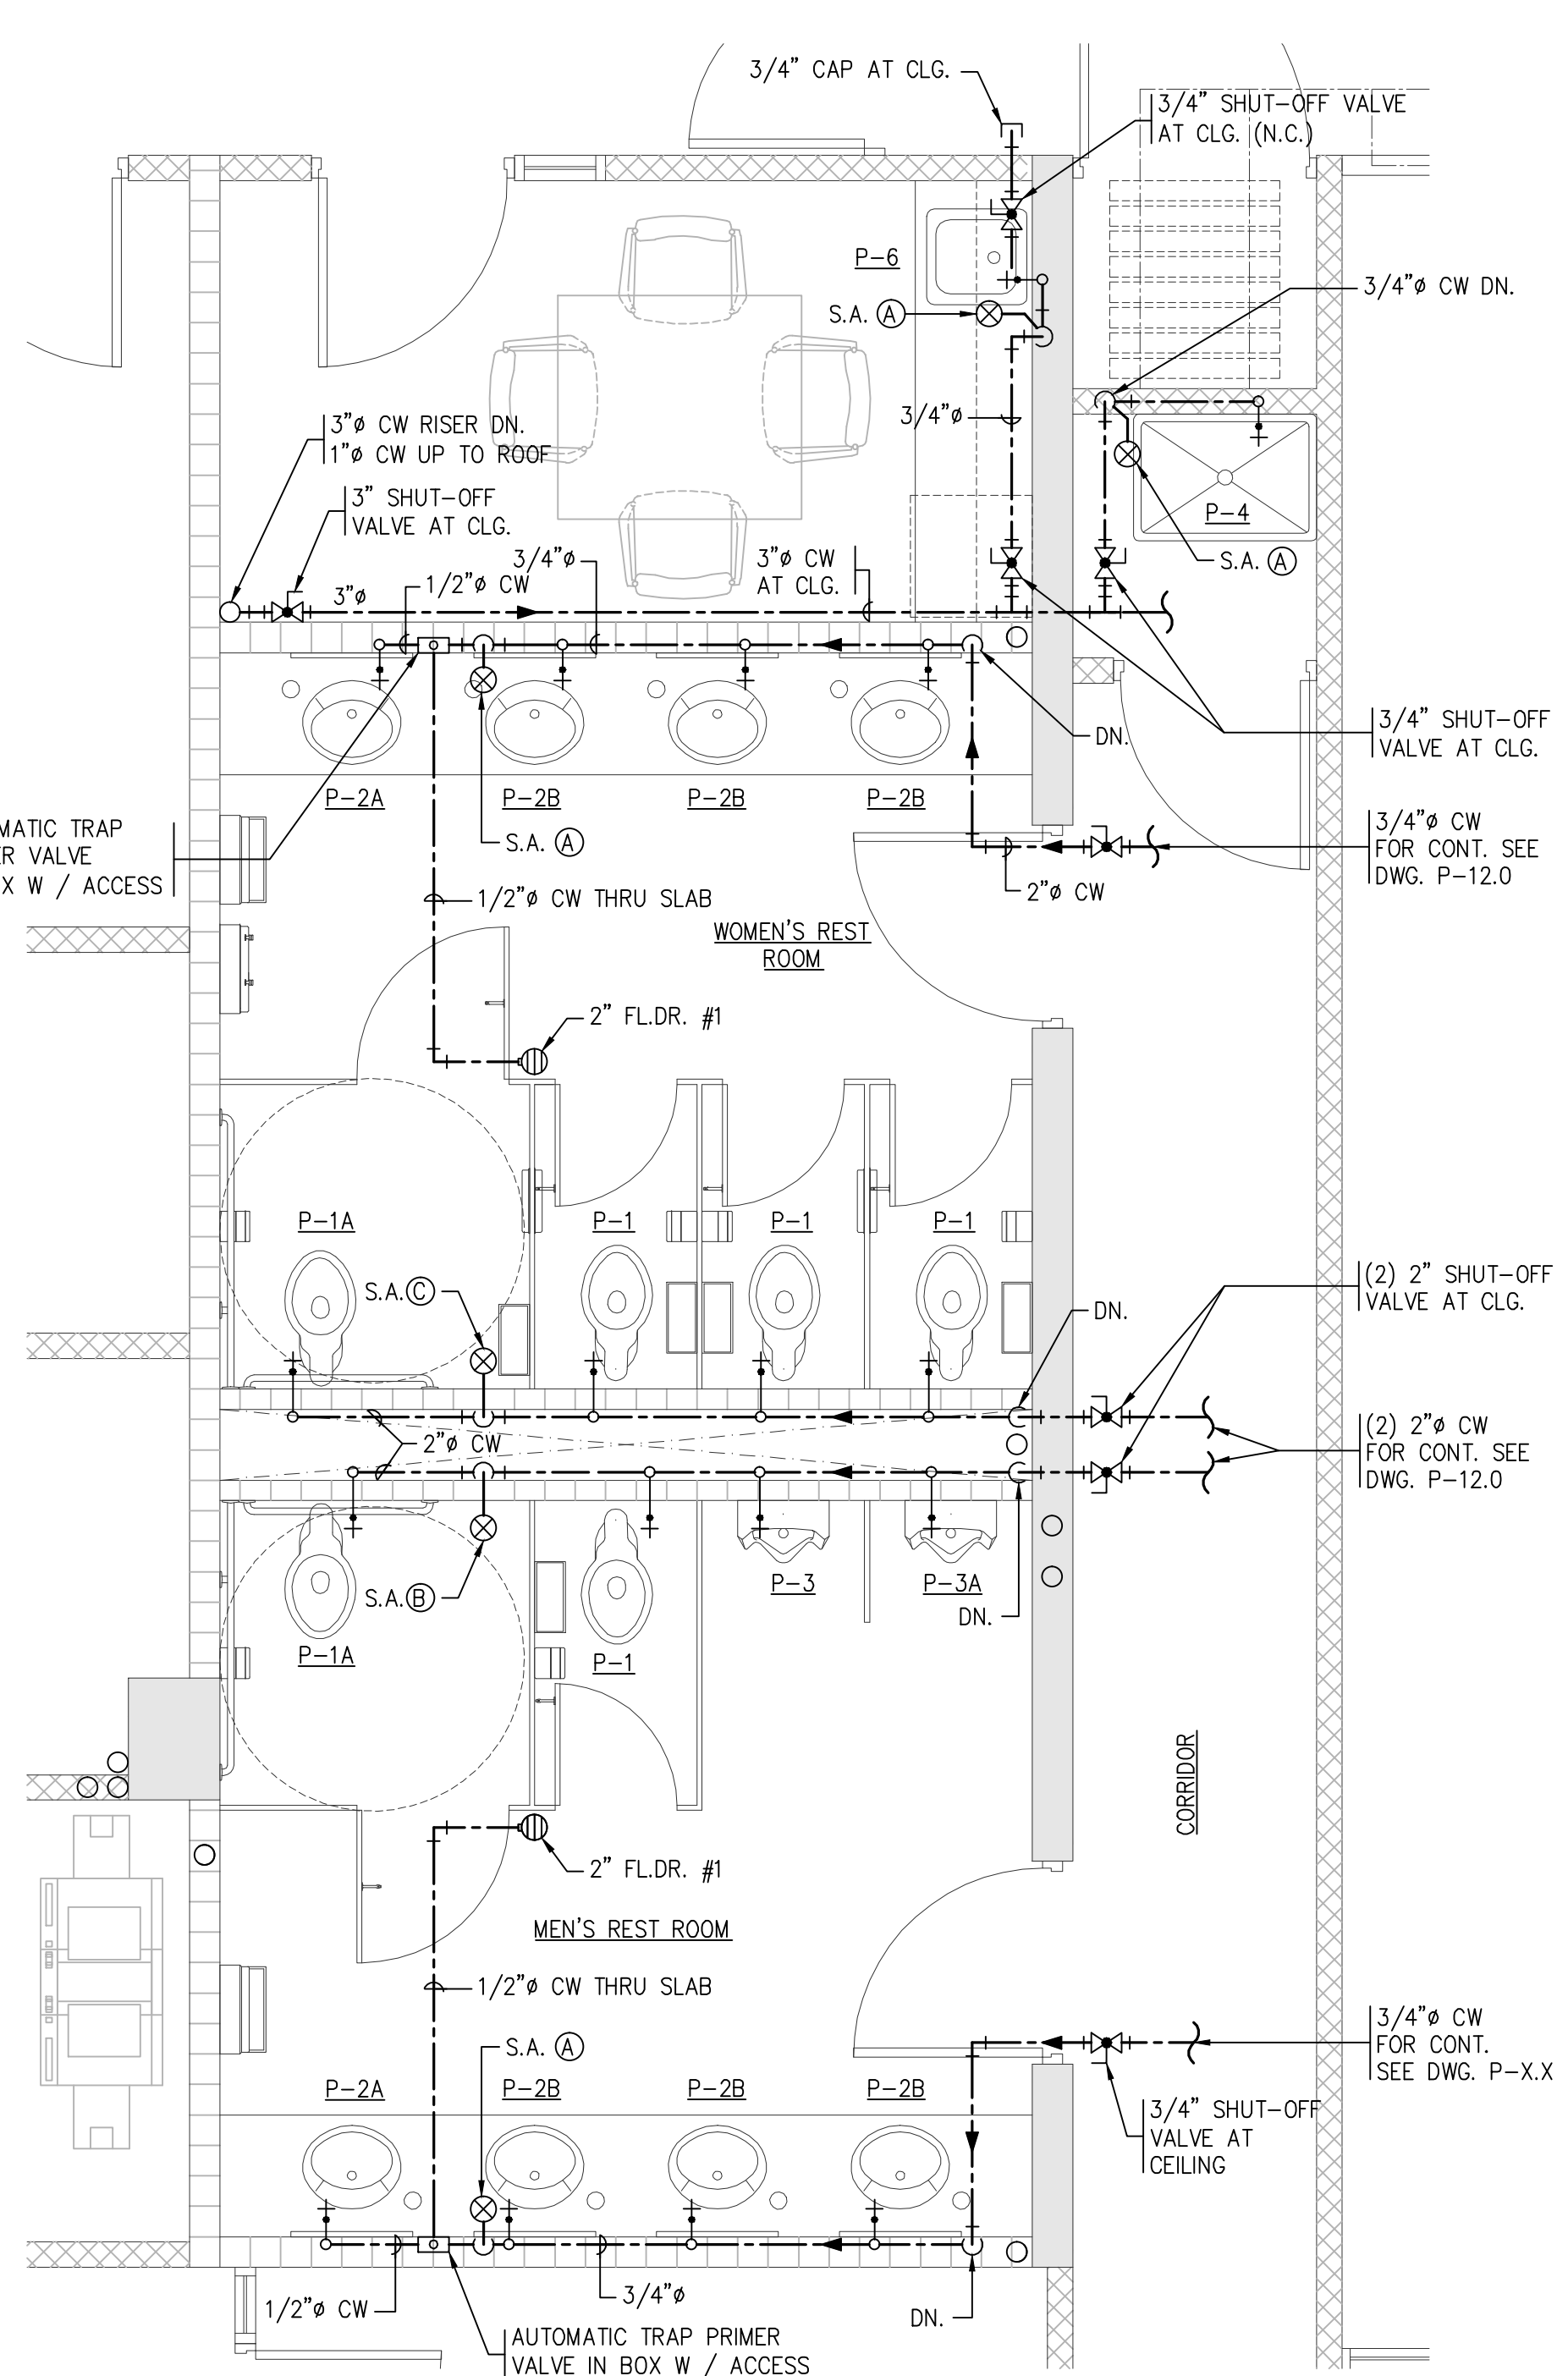 3/4" CAP AT CLG.
3/4" SHUT-OFF VALVE
AT CLG. (N.C.)
P-6
3/4"ø CW DN.
S.A. A
3/4"ø
3"ø CW RISER DN.
1"ø CW UP TO ROOF
3" SHUT-OFF
VALVE AT CLG.
P-4
S.A. A
3/4"ø
3"ø CW
AT CLG.
1/2"ø CW
3"ø
3/4" SHUT-OFF
VALVE AT CLG.
DN.
P-2A
P-2B
P-2B
P-2B
MATIC TRAP
ER VALVE
X W / ACCESS
S.A. A
3/4"ø CW
FOR CONT. SEE
DWG. P-12.0
2"ø CW
1/2"ø CW THRU SLAB
WOMEN'S REST
ROOM
2" FL.DR. #1
P-1A
P-1
P-1
P-1
S.A. C
(2) 2" SHUT-OFF
VALVE AT CLG.
DN.
2"ø CW
(2) 2"ø CW
FOR CONT. SEE
DWG. P-12.0
S.A. B
P-3
P-3A
DN.
P-1A
P-1
CORRIDOR
2" FL.DR. #1
MEN'S REST ROOM
1/2"ø CW THRU SLAB
3/4"ø CW
FOR CONT.
SEE DWG. P-X.X
S.A. A
P-2A
P-2B
P-2B
P-2B
3/4" SHUT-OFF
VALVE AT
CEILING
1/2"ø CW
3/4"ø
DN.
AUTOMATIC TRAP PRIMER
VALVE IN BOX W / ACCESS